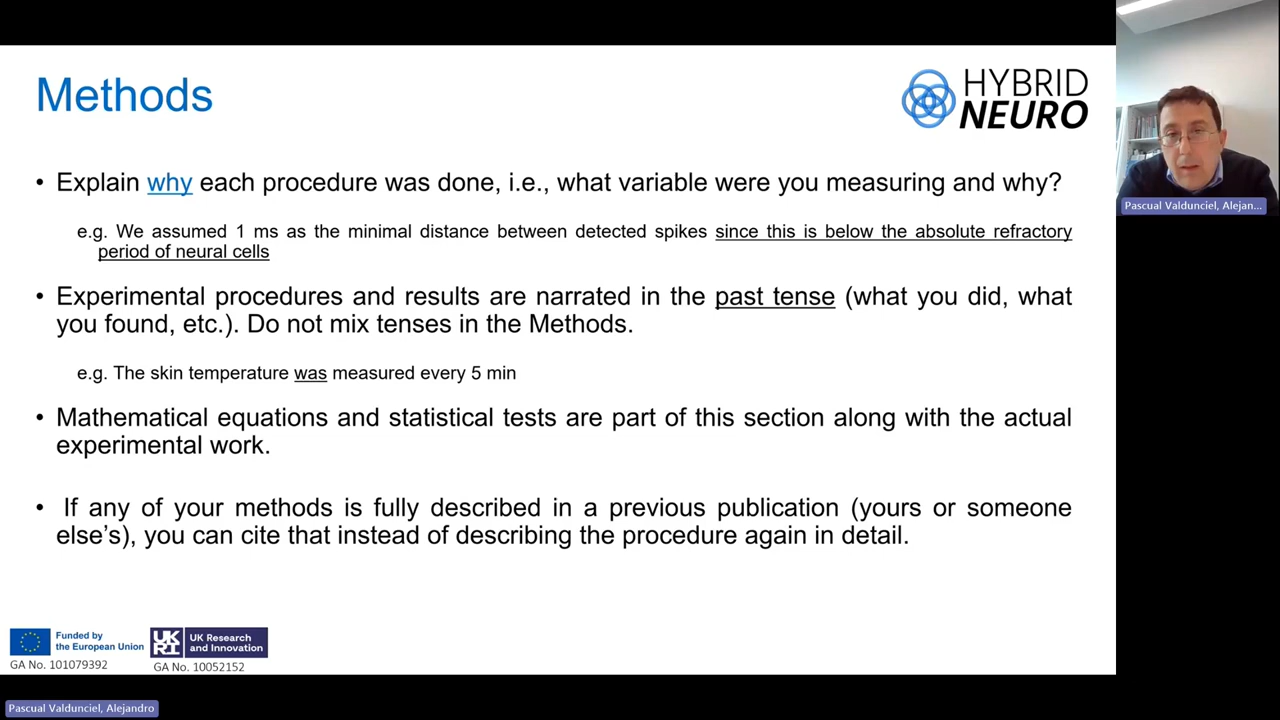 Methods
HYBRID
NEURO
• Explain why each procedure was done, i.e., what variable were you measuring and why?
e.g. We assumed 1 ms as the minimal distance between detected spikes since this is below the absolute refractory
period of neural cells
• Experimental procedures and results are narrated in the past tense (what you did, what
you found, etc.). Do not mix tenses in the Methods.
e.g. The skin temperature was measured every 5 min
• Mathematical equations and statistical tests are part of this section along with the actual
experimental work.
• If any of your methods is fully described in a previous publication (yours or someone
else's), you can cite that instead of describing the procedure again in detail.
Funded by
the European Union
GA No. 101079392
UK
RI
UK Research
and Innovation
GA No. 10052152
Pascual Valdunciel, Alejan...
Pascual Valdunciel, Alejandro